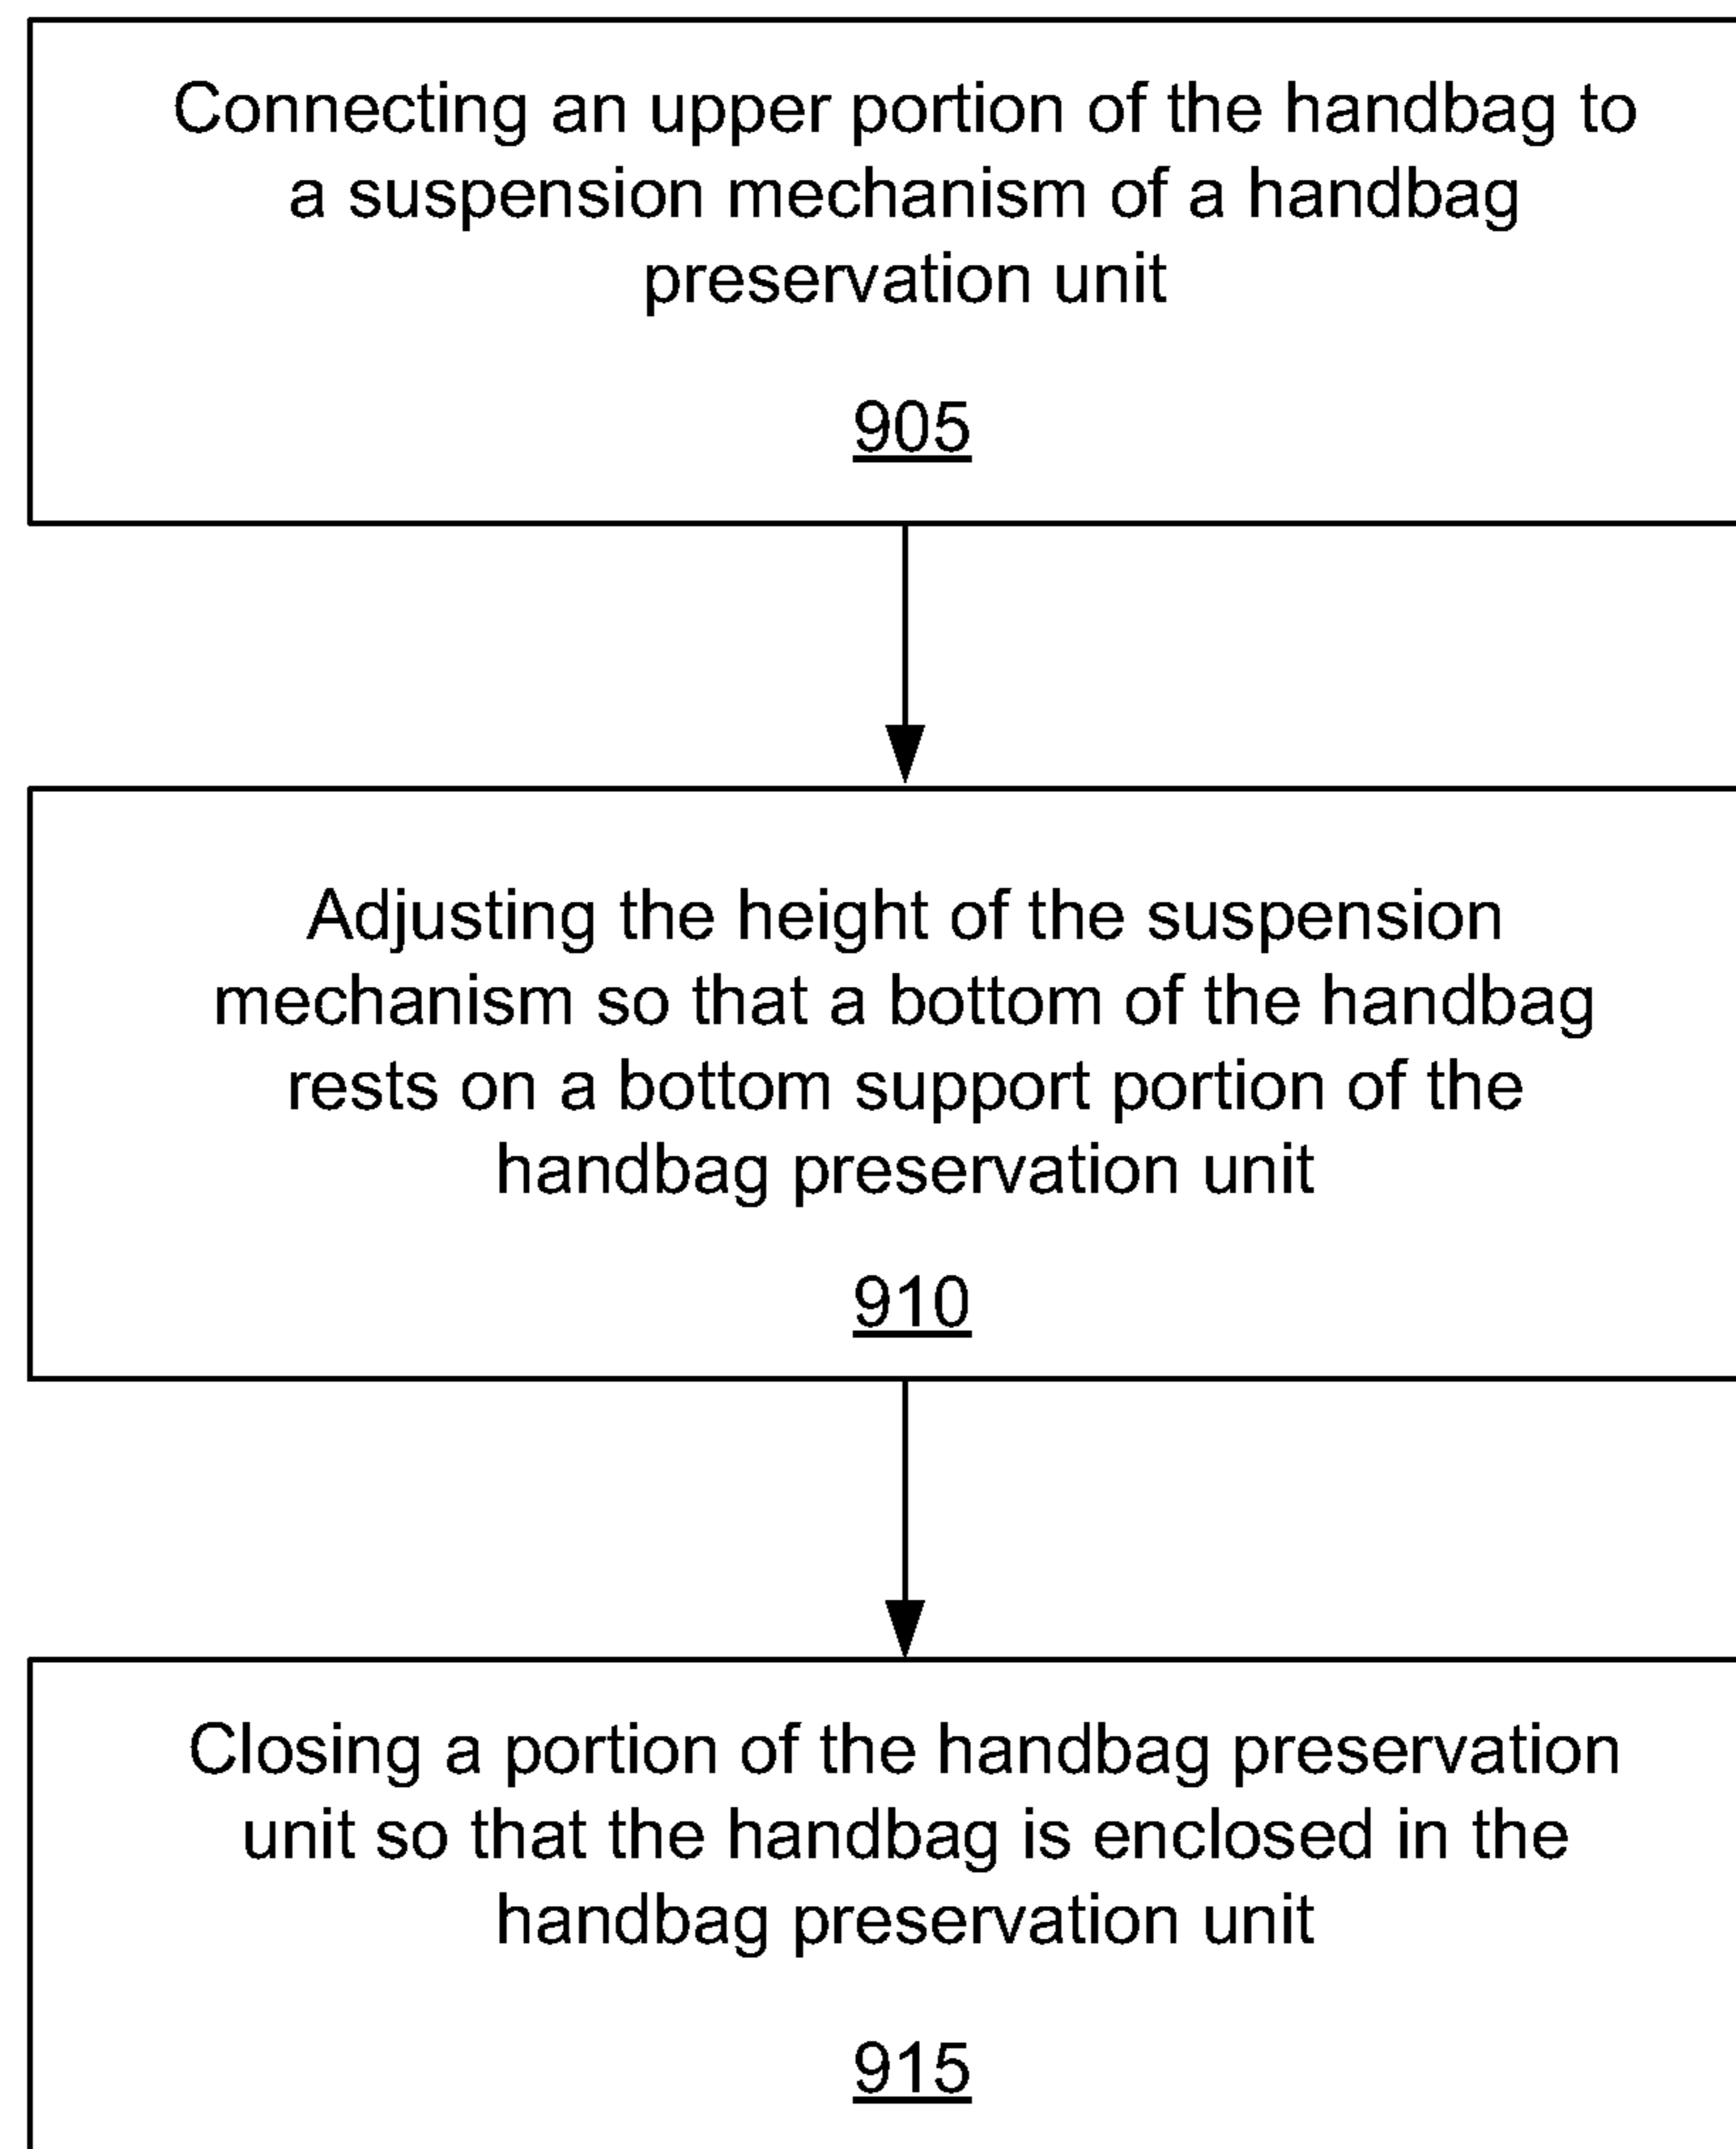 Connecting an upper portion of the handbag to
a suspension mechanism of a handbag
preservation unit
905
Adjusting the height of the suspension
mechanism so that a bottom of the handbag
rests on a bottom support portion of the
handbag preservation unit
910
Closing a portion of the handbag preservation
unit so that the handbag is enclosed in the
handbag preservation unit
915